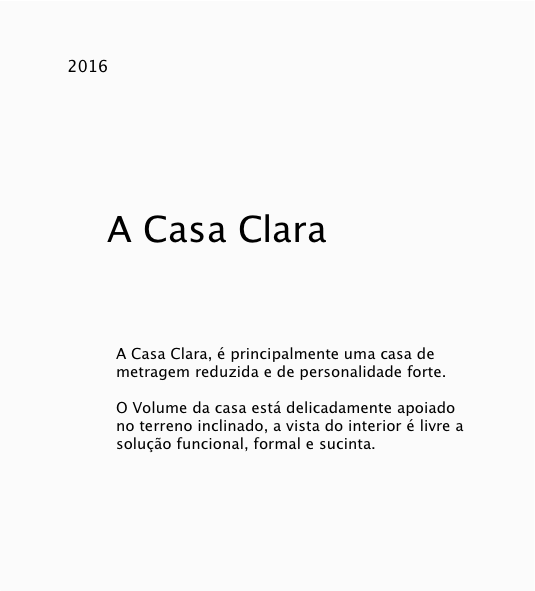 2016
A Casa Clara
A Casa Clara, é principalmente uma casa de
metragem reduzida e de personalidade forte.
O Volume da casa está delicadamente apoiado
no terreno inclinado, a vista do interior é livre a
solução funcional, formal e sucinta.